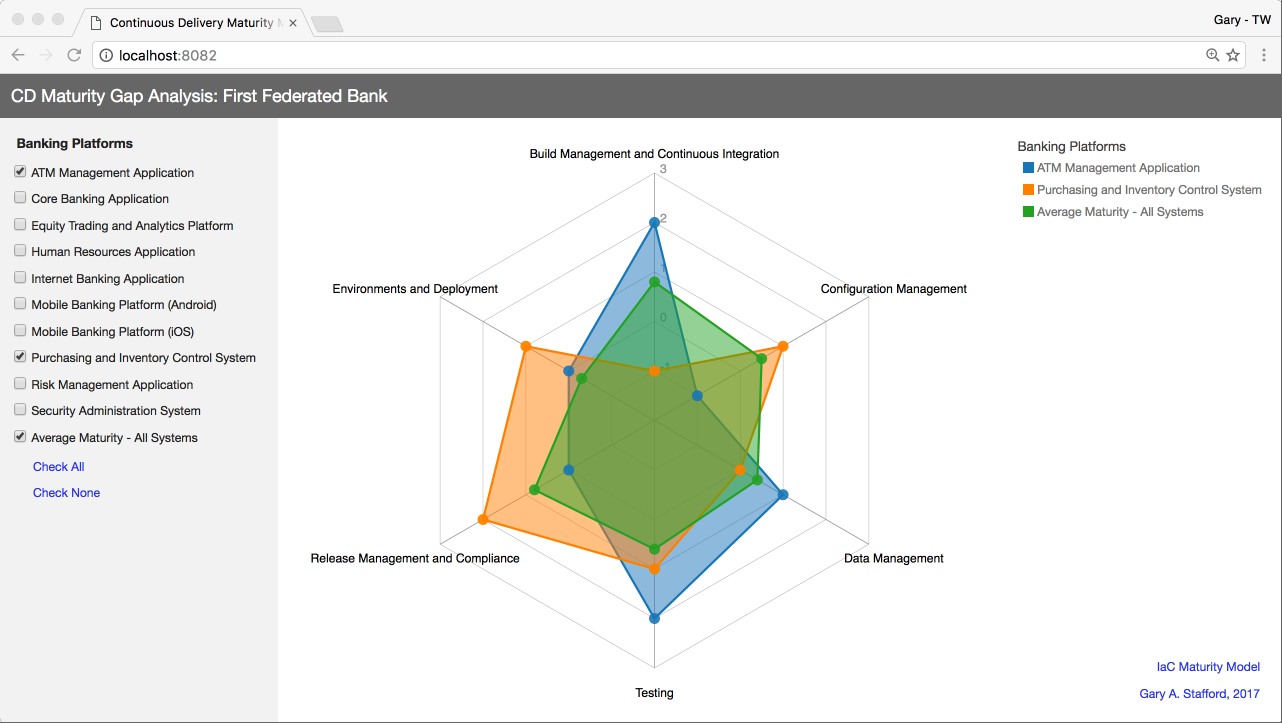 Continuous Delivery Maturity M
Gary - TW
localhost:8082
CD Maturity Gap Analysis: First Federated Bank
Banking Platforms
ATM Management Application
Core Banking Application
Equity Trading and Analytics Platform
Human Resources Application
Internet Banking Application
Mobile Banking Platform (Android)
Mobile Banking Platform (iOS)
Purchasing and Inventory Control System
Risk Management Application
Security Administration System
Average Maturity - All Systems
Check All
Check None
Build Management and Continuous Integration
3
2
1
0
-1
Environments and Deployment
Configuration Management
Release Management and Compliance
Data Management
Testing
Banking Platforms
ATM Management Application
Purchasing and Inventory Control System
Average Maturity - All Systems
IaC Maturity Model
Gary A. Stafford, 2017